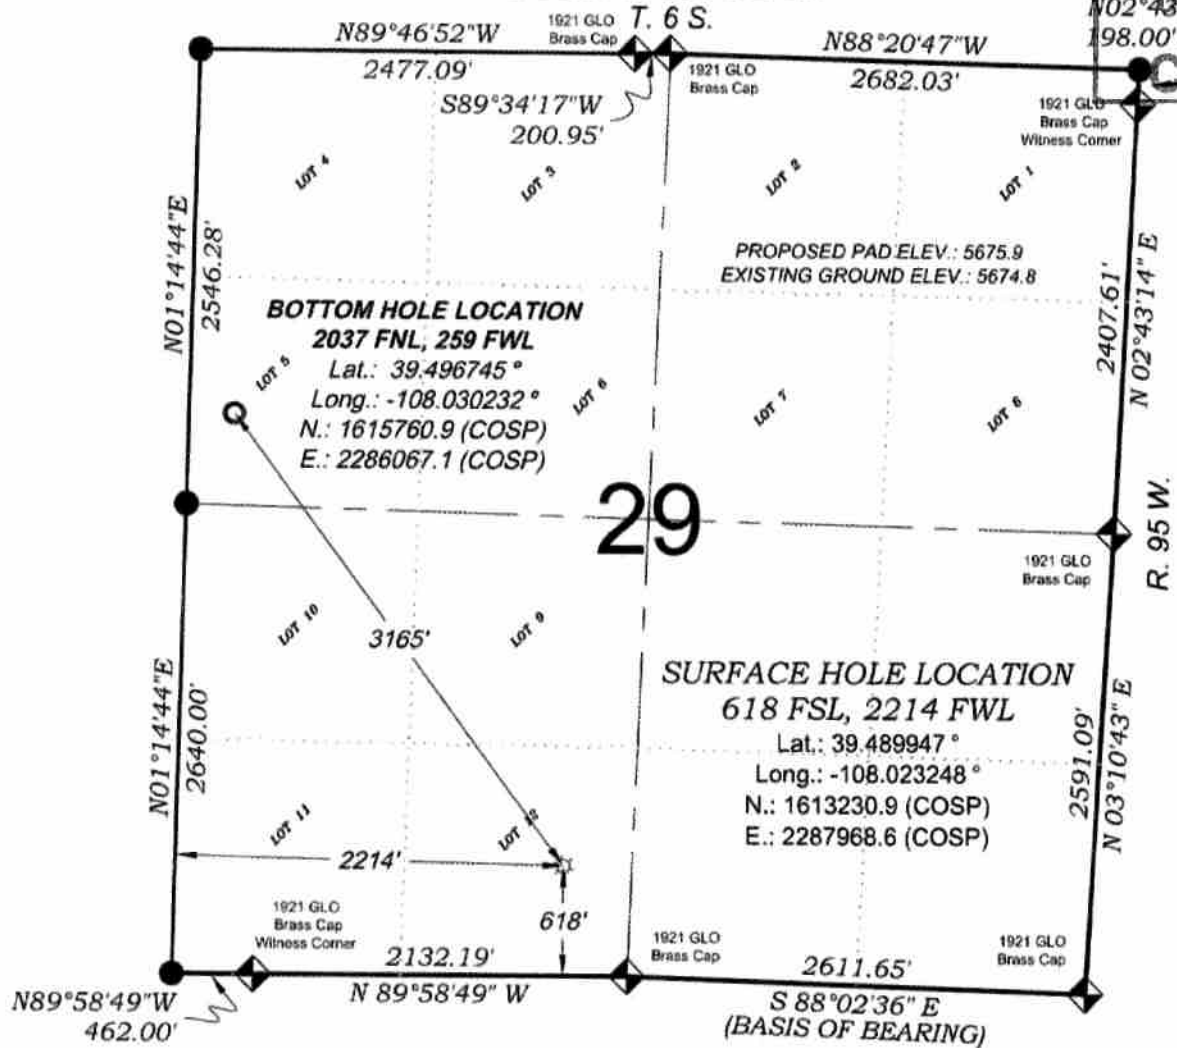 T. 6 S.
N89°46'52"W
2477.09'
1921 GLO
Brass Cap
S89°34'17"W
200.95'
1921 GLO
Brass Cap
N88°20'47"W
2682.03'
198.00'
1921 GLO
Brass Cap
Witness Corner
LOT 4
LOT 3
LOT 2
LOT 1
N01°14'44"E
2546.28'
PROPOSED PAD ELEV.: 5675.9
EXISTING GROUND ELEV.: 5674.8
2407.61'
N 02°43'14" E
BOTTOM HOLE LOCATION
2037 FNL, 259 FWL
Lat.: 39.496745 °
Long.: -108.030232 °
N.: 1615760.9 (COSP)
E.: 2286067.1 (COSP)
LOT 5
LOT 6
LOT 7
LOT 8
29
1921 GLO
Brass Cap
R. 95 W.
LOT 10
3165'
LOT 9
SURFACE HOLE LOCATION
618 FSL, 2214 FWL
Lat.: 39.489947 °
Long.: -108.023248 °
N.: 1613230.9 (COSP)
E.: 2287968.6 (COSP)
N01°14'44"E
2640.00'
2591.09'
N 03°10'43" E
LOT 11
LOT 12
2214'
618'
1921 GLO
Brass Cap
Witness Corner
2132.19'
N 89°58'49" W
1921 GLO
Brass Cap
2611.65'
S 88°02'36" E
(BASIS OF BEARING)
1921 GLO
Brass Cap
N89°58'49"W
462.00'